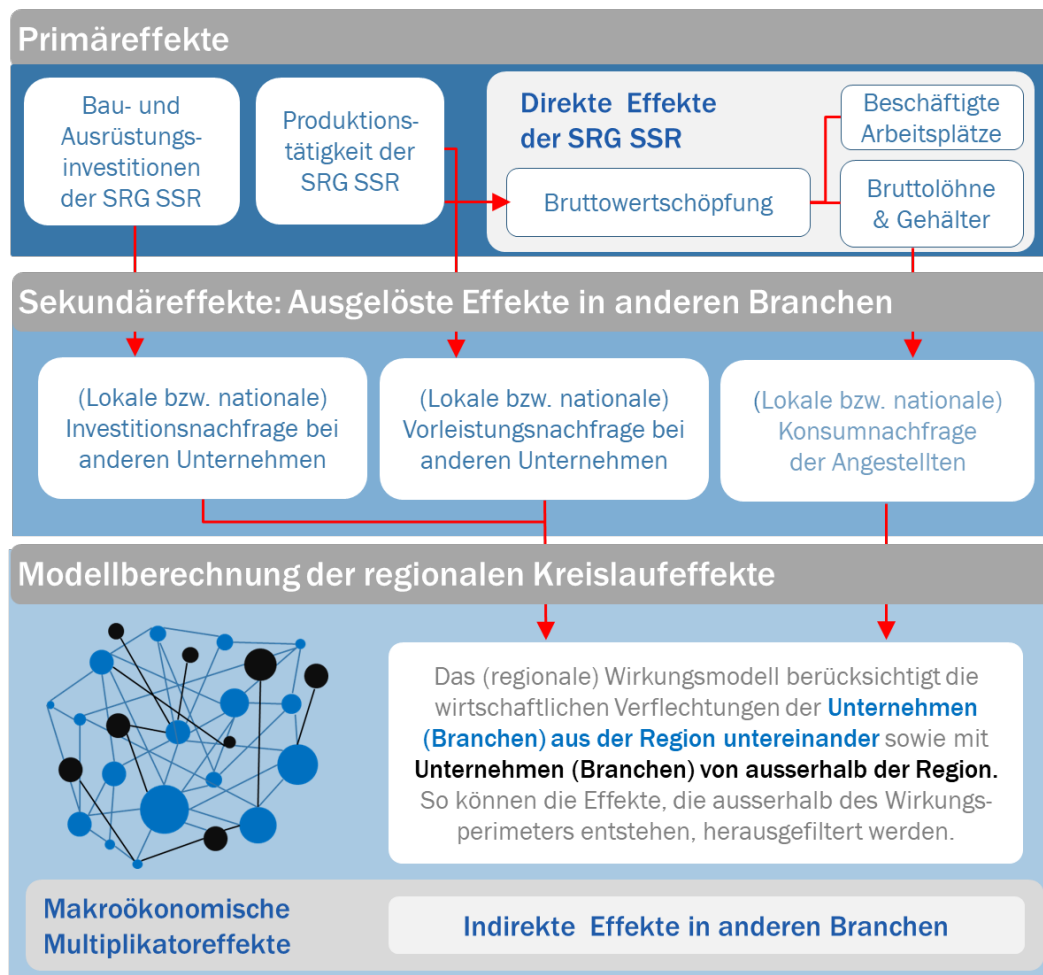 Primäreffekte
Bau- und
Ausrüstungs-
investitionen
der SRG SSR
Produktions-
tätigkeit der
SRG SSR
Direkte Effekte
der SRG SSR
Bruttowertschöpfung
Beschäftigte
Arbeitsplätze
Bruttolöhne
& Gehälter
Sekundäreffekte: Ausgelöste Effekte in anderen Branchen
(Lokale bzw. nationale)
Investitionsnachfrage bei
anderen Unternehmen
(Lokale bzw. nationale)
Vorleistungsnachfrage bei
anderen Unternehmen
(Lokale bzw. nationale)
Konsumnachfrage
der Angestellten
Modellberechnung der regionalen Kreislaufeffekte
Das (regionale) Wirkungsmodell berücksichtigt die
wirtschaftlichen Verflechtungen der Unternehmen
(Branchen) aus der Region untereinander sowie mit
Unternehmen (Branchen) von ausserhalb der Region.
So können die Effekte, die ausserhalb des Wirkungs-
perimeters entstehen, herausgefiltert werden.
Makroökonomische
Multiplikatoreffekte
Indirekte Effekte in anderen Branchen